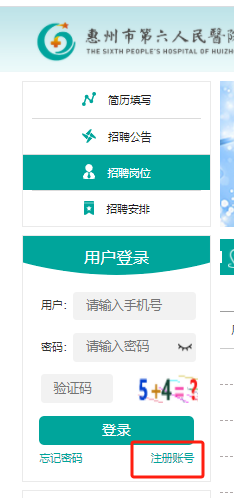 惠州市第六人民醫
THE SIXTH PEOPLE'S HOSPITAL OF HUIZH
简历填写
招聘公告
招聘岗位
招聘安排
用户登录
用户：
请输入手机号
密码：
请输入密码
验证码
5+4=?
登录
忘记密码
注册账号